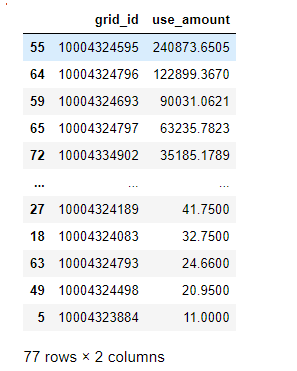 grid_id use_amount
55 10004324595 240873.6505
64 10004324796 122899.3670
59 10004324693 90031.0621
65 10004324797 63235.7823
72 10004334902 35185.1789
... ... ...
27 10004324189 41.7500
18 10004324083 32.7500
63 10004324793 24.6600
49 10004324498 20.9500
5 10004323884 11.0000
77 rows × 2 columns